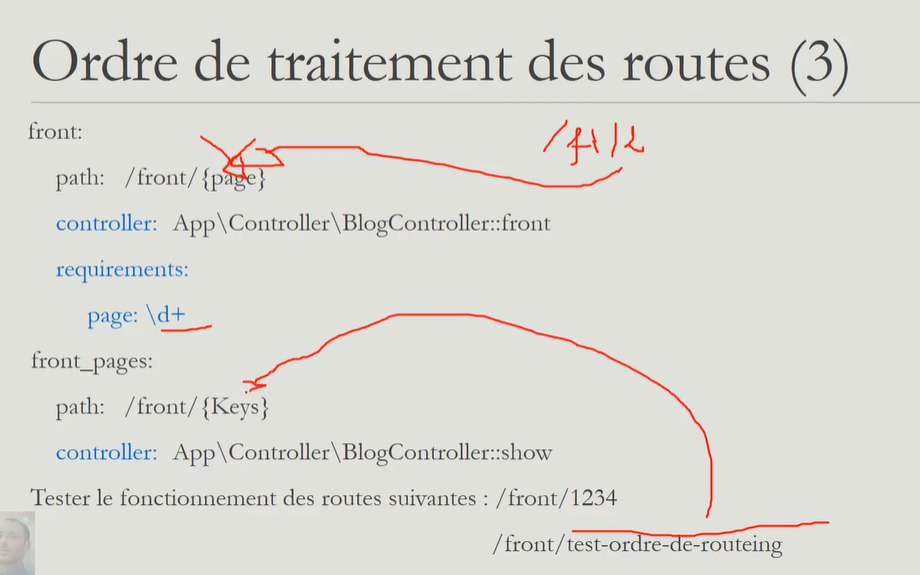 Ordre de traitement des routes (3)
front:
path: /front/{page}
controller: App\Controller\BlogController::front
requirements:
page: \d+
front_pages:
path: /front/{Keys}
controller: App\Controller\BlogController::show
Tester le fonctionnement des routes suivantes : /front/1234
/front/test-ordre-de-routeing